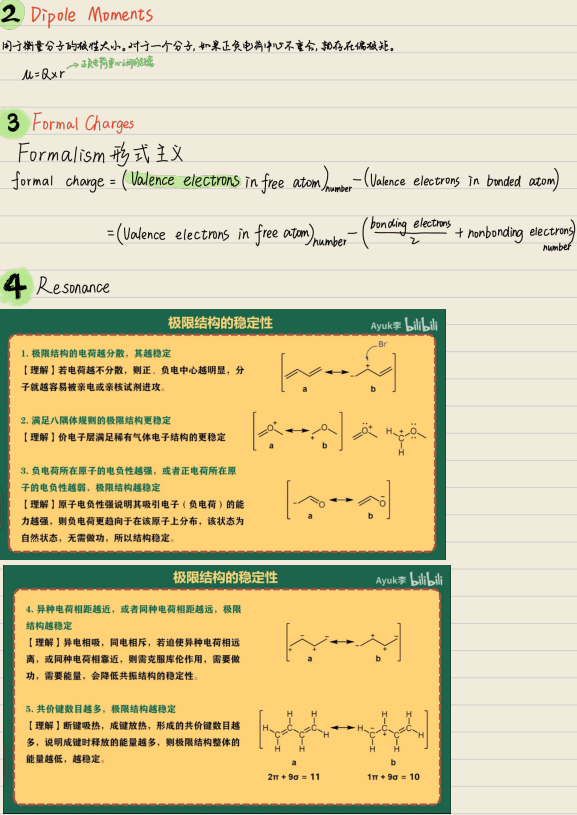 2 Dipole Moments
用于衡量分子的极性大小。对于一个分子,如果正负电荷中心不重合,就存在偶极矩。
μ=Q×r → 正负电荷中心间的距离
3 Formal Charges
Formalism 形式主义
formal charge = (Valence electrons in free atom)number - (Valence electrons in bonded atom)
= (Valence electrons in free atom)number - (bonding electrons/2 + nonbonding electrons)number
4 Resonance
极限结构的稳定性
Ayuk李 bilibili
1. 极限结构的电荷越分散,其越稳定
【理解】若电荷越不分散,则正、负电中心越明显,分
子就越容易被亲电或亲核试剂进攻。
Br⁻
a b
2. 满足八隅体规则的极限结构更稳定
【理解】价电子层满足稀有气体电子结构的更稳定
a b
3. 负电荷所在原子的电负性越强,或者正电荷所在原
子的电负性越弱,极限结构越稳定
【理解】原子电负性强说明其吸引电子(负电荷)的能
力越强,则负电荷更趋向于在该原子上分布,该状态为
自然状态,无需做功,所以结构稳定。
a b
极限结构的稳定性
Ayuk李 bilibili
4. 异种电荷相距越近,或者同种电荷相距越远,极限
结构越稳定
【理解】异电相吸,同电相斥,若迫使异种电荷相远
离,或同种电荷相靠近,则需克服库伦作用,需要做
功,需要能量,会降低共振结构的稳定性。
a b
5. 共价键数目越多,极限结构越稳定
【理解】断键吸热,成键放热,形成的共价键数目越
多,说明成键时释放的能量越多,则极限结构整体的
能量越低,越稳定。
a b
2π + 9σ = 11 1π + 9σ = 10